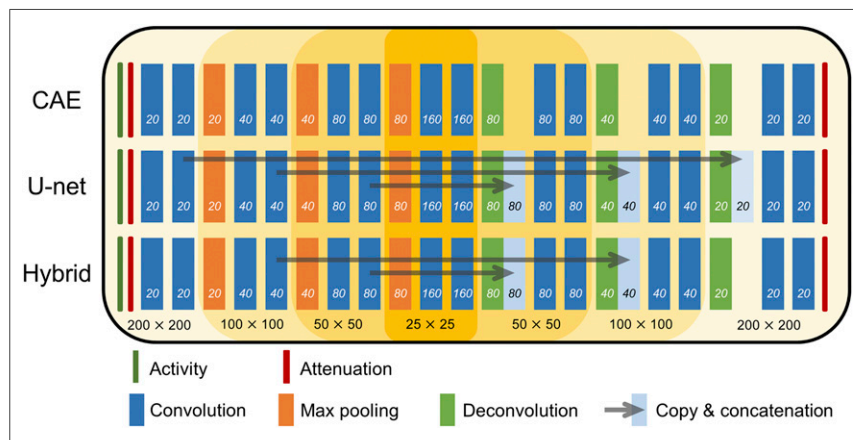 CAE
20 20 20 40 40 40 80 80 80 160 160 80 80 80 40 40 40 20 20 20
U-net
20 20 20 40 40 40 80 80 80 160 160 80 80 80 80 40 40 40 40 20 20 20 20
Hybrid
20 20 20 40 40 40 80 80 80 160 160 80 80 80 80 40 40 40 40 20 20 20
200 × 200 100 × 100 50 × 50 25 × 25 50 × 50 100 × 100 200 × 200
Activity Attenuation
Convolution Max pooling Deconvolution Copy & concatenation